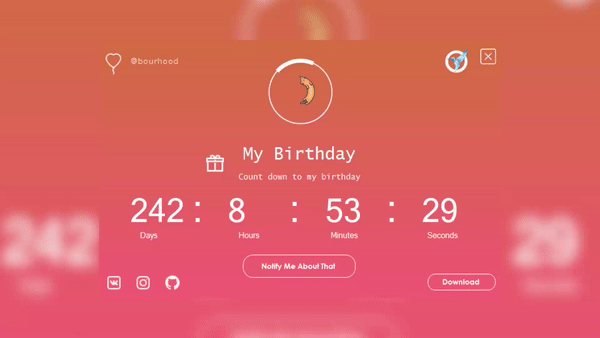 @bourhood
My Birthday
Count down to my birthday
242 : 8 : 53 : 29
Days Hours Minutes Seconds
Notify Me About That
Download